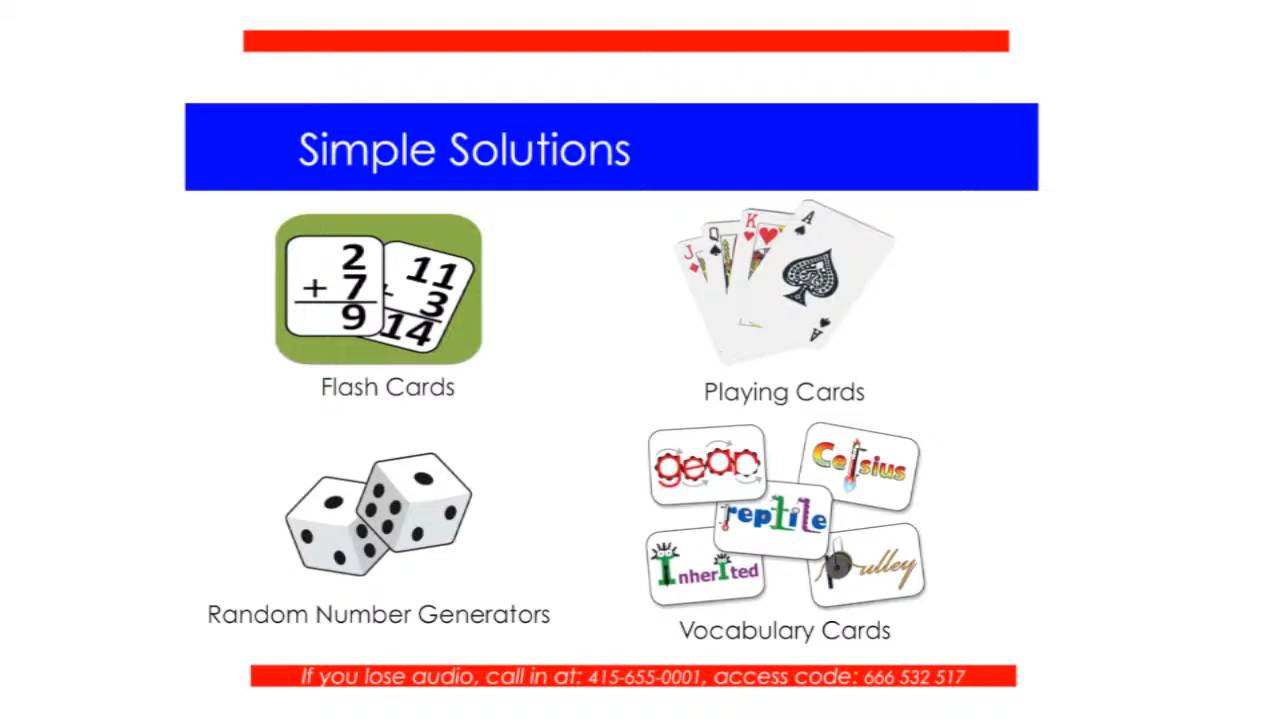 Simple Solutions
2
+ 7
9
11
+ 3
14
Flash Cards
J
Q
K
A
A
Playing Cards
Random Number Generators
gear
Celsius
reptile
InherIted
Pulley
Vocabulary Cards
If you lose audio, call in at: 415-655-0001, access code: 666 532 517